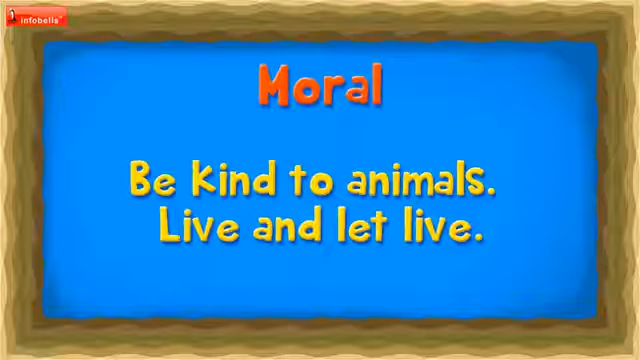 infobells
Moral
Be kind to animals.
Live and let live.